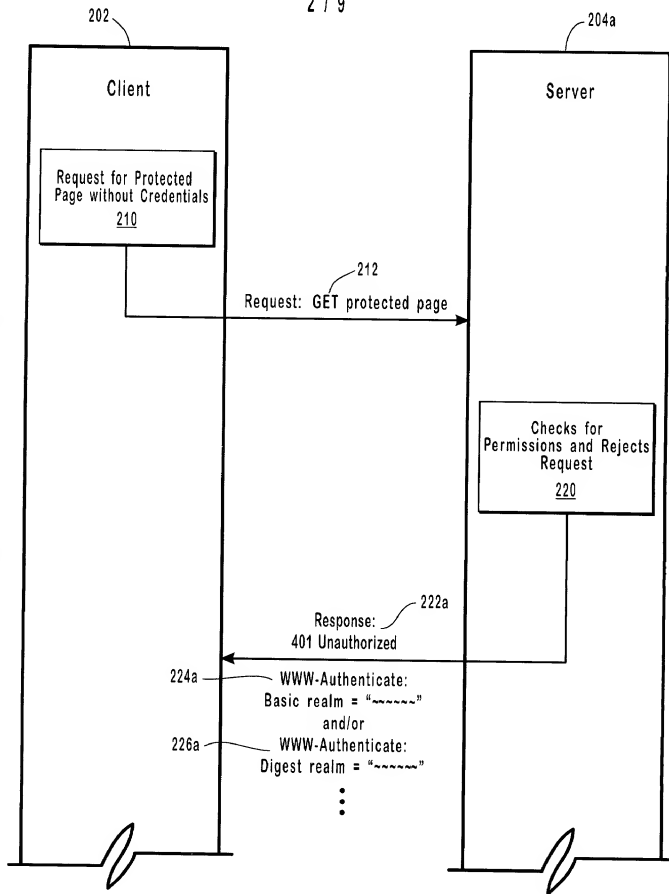 2 / 9
202
204a
Client
Server
Request for Protected
Page without Credentials
210
212
Request: GET protected page
Checks for
Permissions and Rejects
Request
220
222a
Response:
401 Unauthorized
224a
WWW-Authenticate:
Basic realm = "~~~~~~"
and/or
226a
WWW-Authenticate:
Digest realm = "~~~~~~"